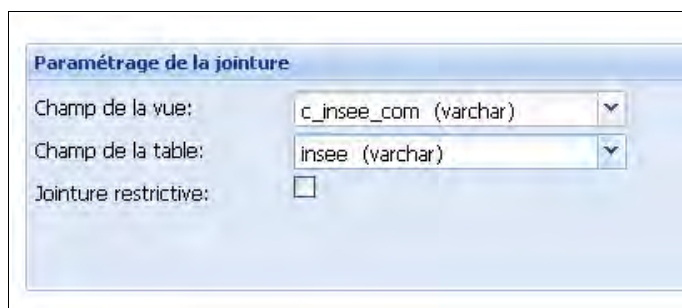 Paramétrage de la jointure
Champ de la vue: c_insee_com (varchar)
Champ de la table: insee (varchar)
Jointure restrictive: